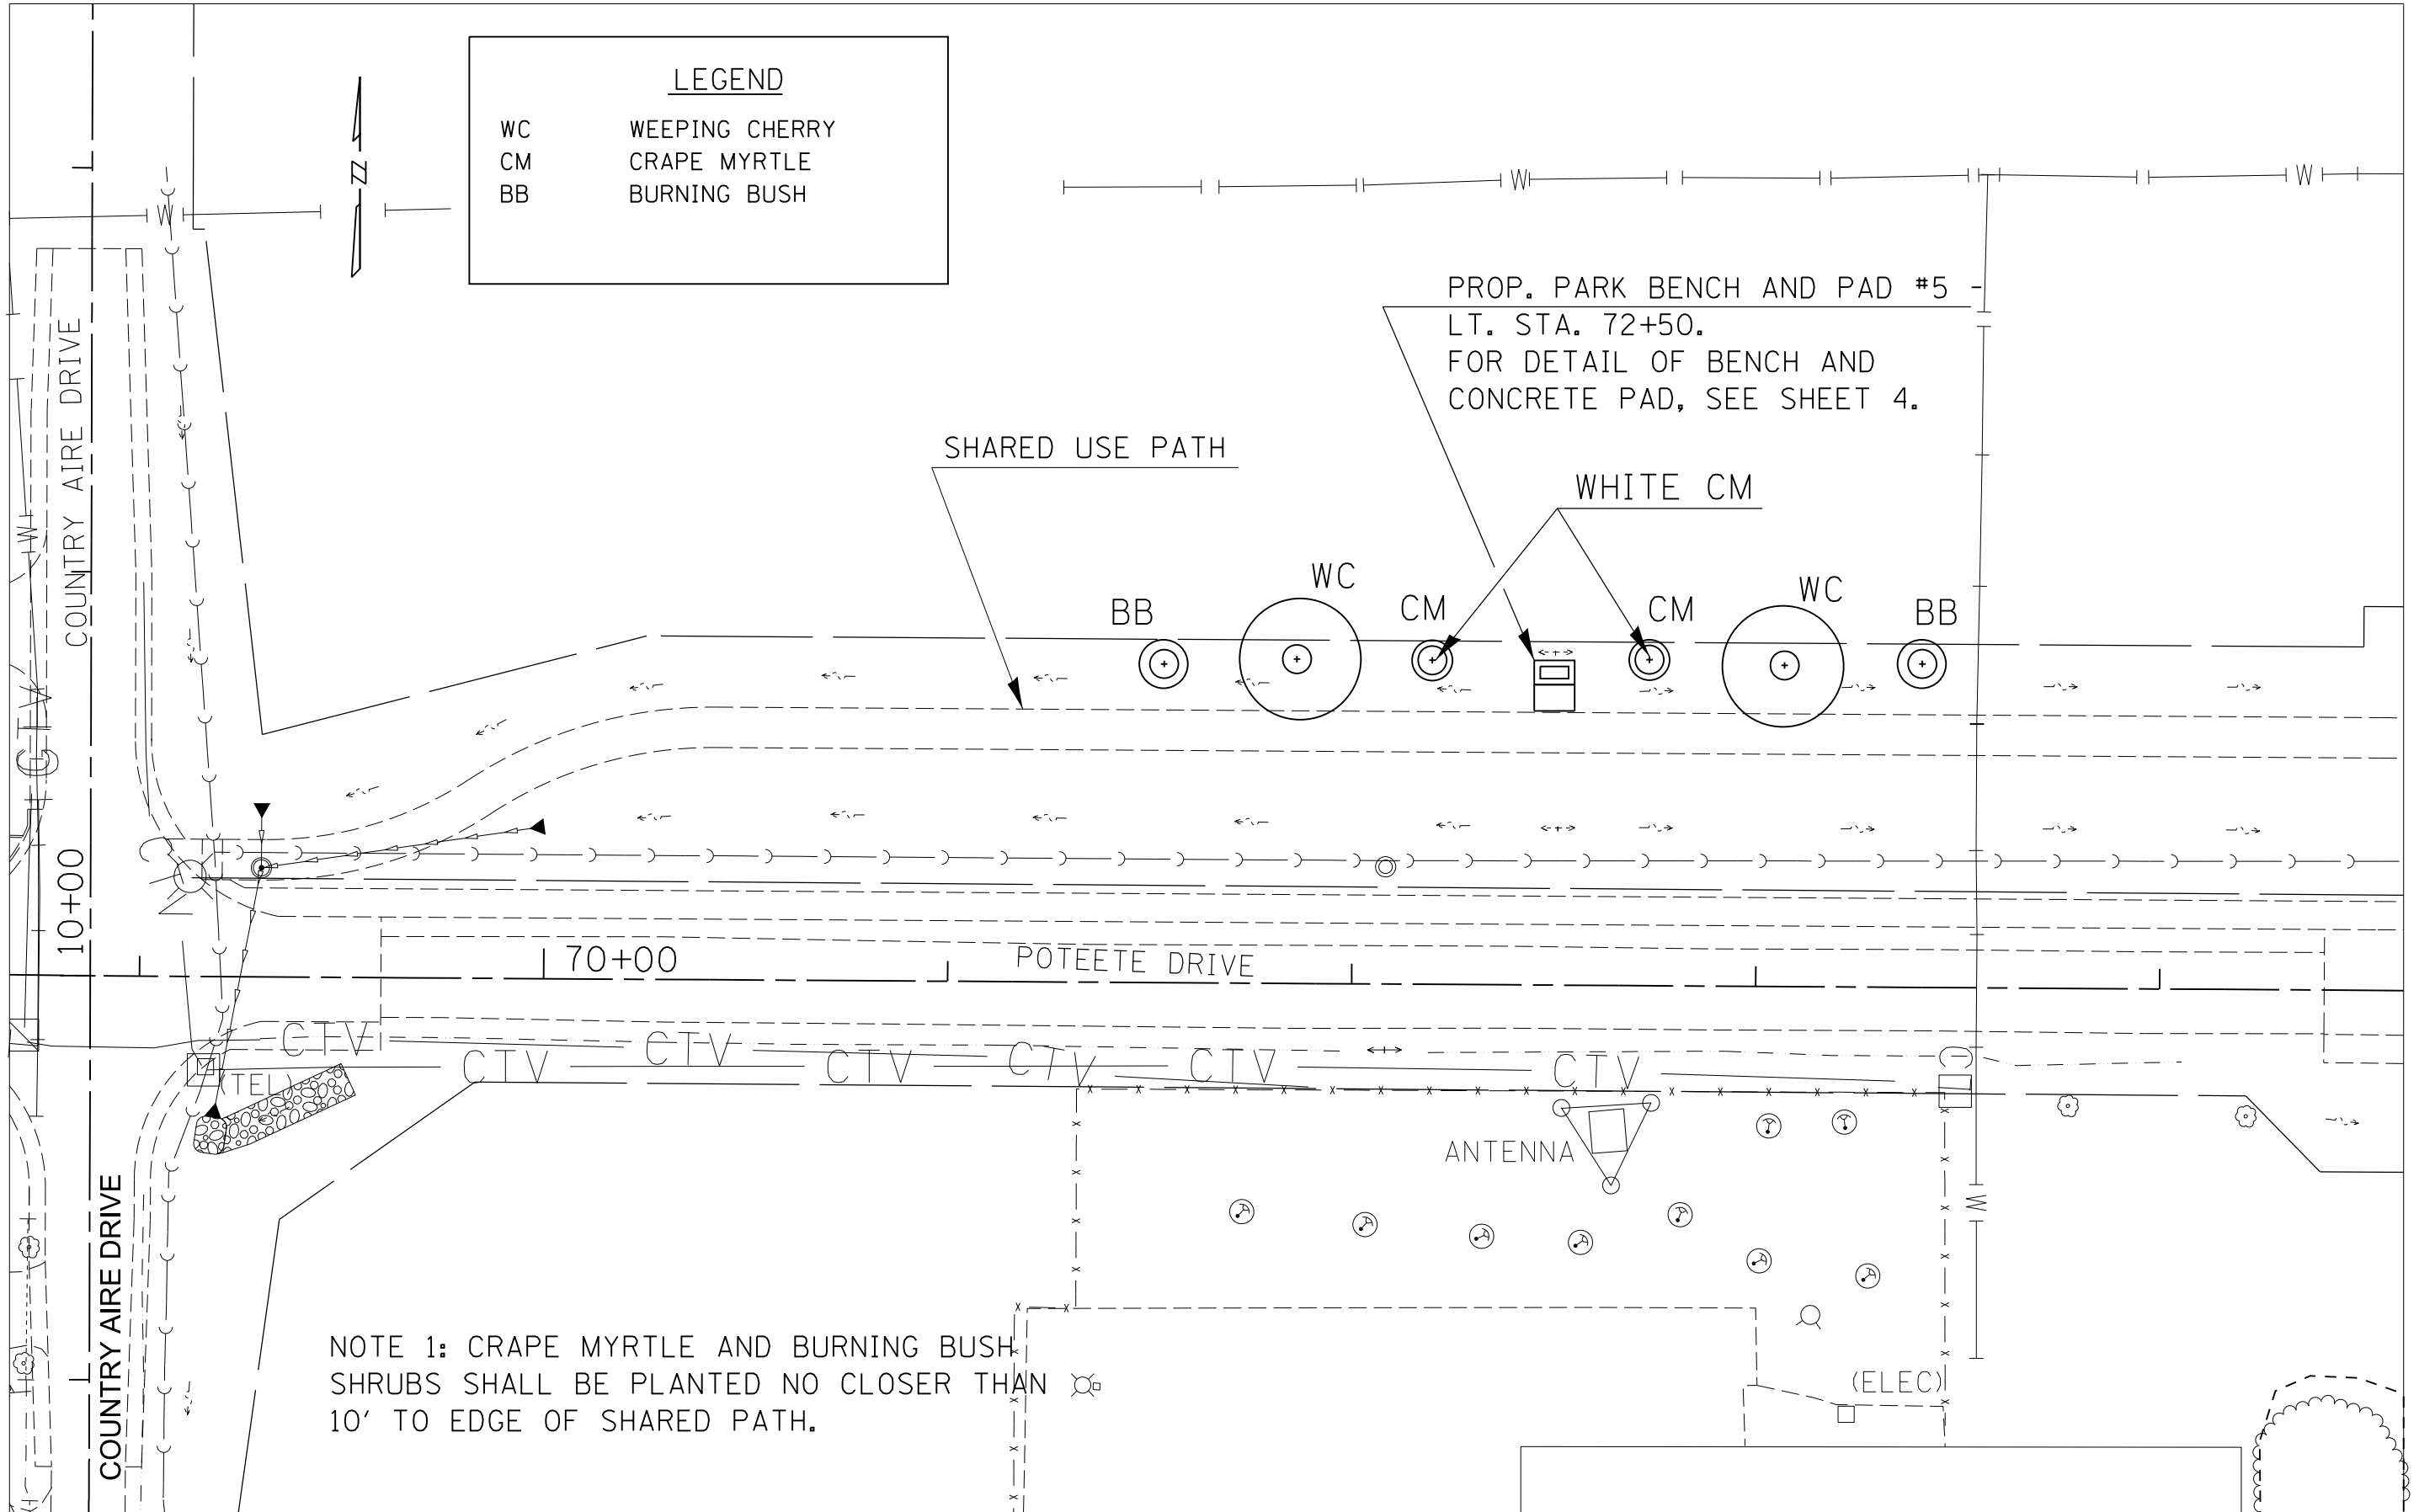 LEGEND
WC WEEPING CHERRY
CM CRAPE MYRTLE
BB BURNING BUSH
N
W
W
W
PROP. PARK BENCH AND PAD #5
LT. STA. 72+50.
FOR DETAIL OF BENCH AND
CONCRETE PAD, SEE SHEET 4.
COUNTRY AIRE DRIVE
W
SHARED USE PATH
WHITE CM
BB
WC
CM
CM
WC
BB
10+00
70+00
POTEETE DRIVE
CTV
CTV
CTV
CTV
CTV
CTV
CTV
(TEL)
ANTENNA
W
COUNTRY AIRE DRIVE
NOTE 1: CRAPE MYRTLE AND BURNING BUSH
SHRUBS SHALL BE PLANTED NO CLOSER THAN
10' TO EDGE OF SHARED PATH.
(ELEC)